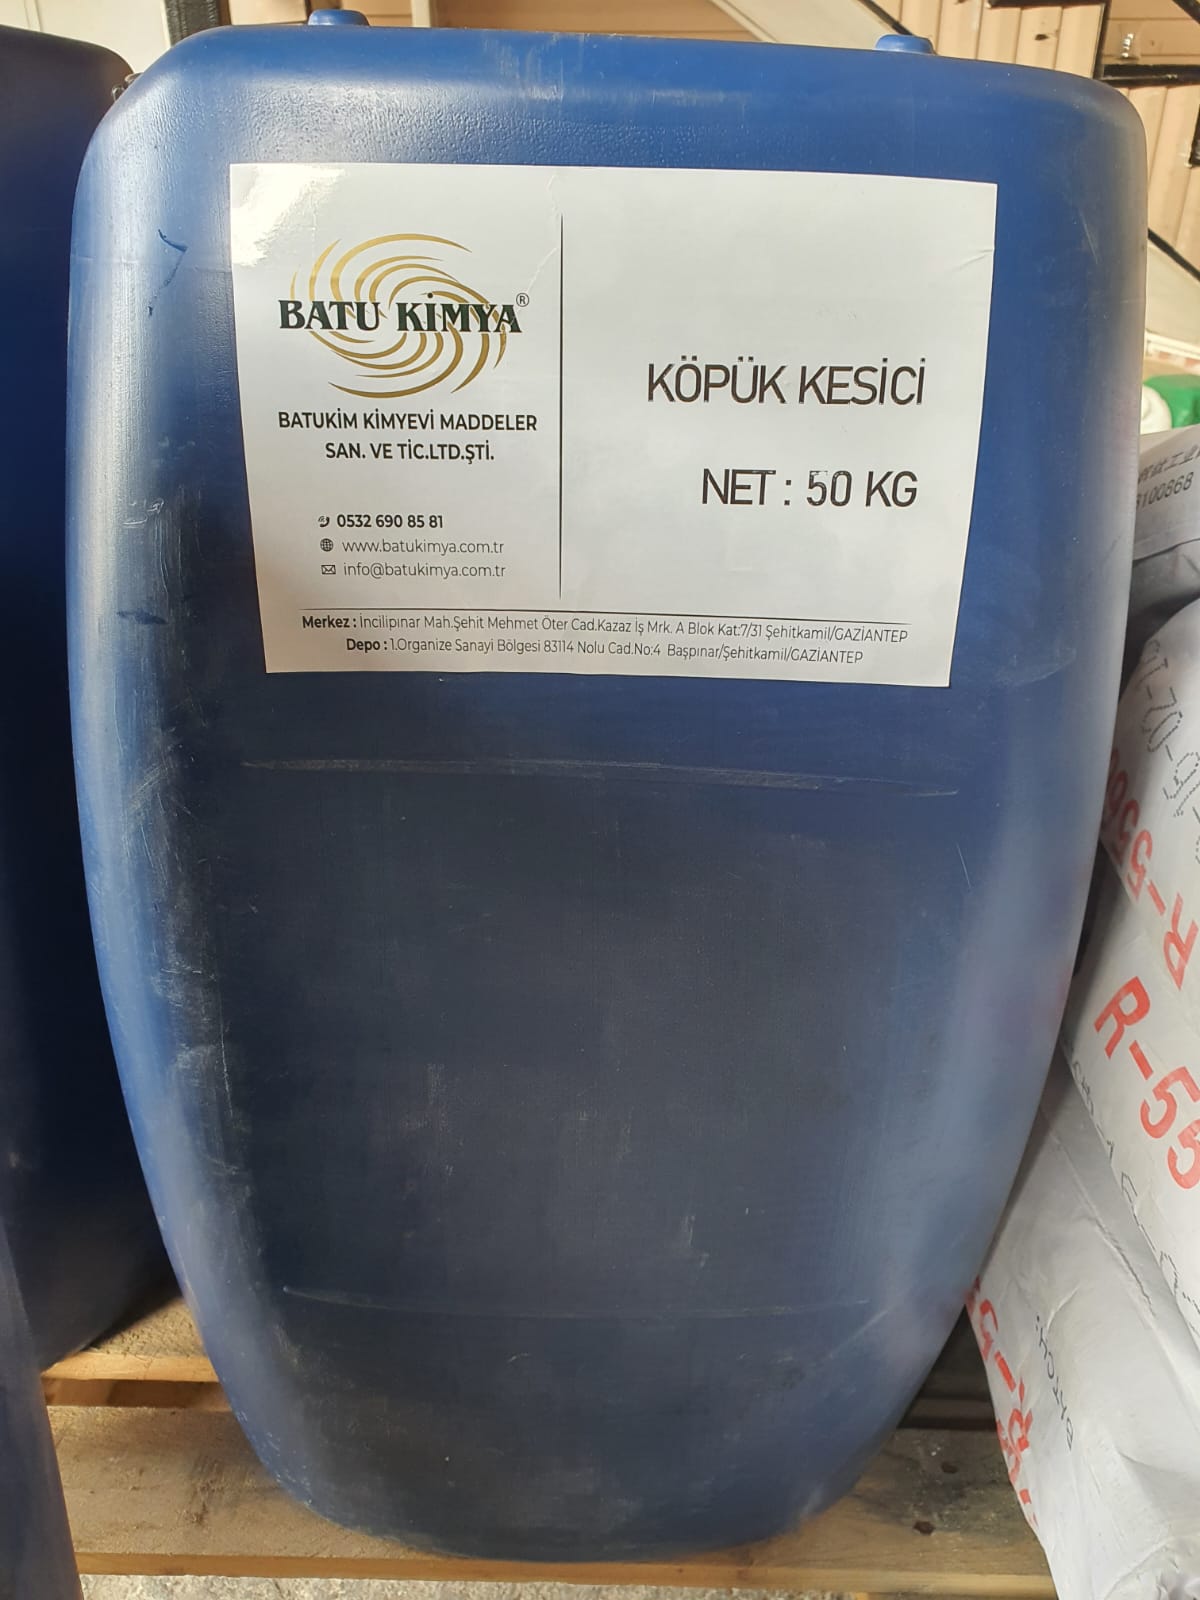 BATU KİMYA®
BATUKİM KİMYEVİ MADDELER
SAN. VE TİC.LTD.ŞTİ.
0532 690 85 81
www.batukimya.com.tr
info@batukimya.com.tr
KÖPÜK KESİCİ
NET : 50 KG
Merkez : İncilipınar Mah.Şehit Mehmet Öter Cad.Kazaz İş Mrk. A Blok Kat:7/31 Şehitkamil/GAZİANTEP
Depo : 1.Organize Sanayi Bölgesi 83114 Nolu Cad.No:4 Başpınar/Şehitkamil/GAZİANTEP
R-55
BATCH: